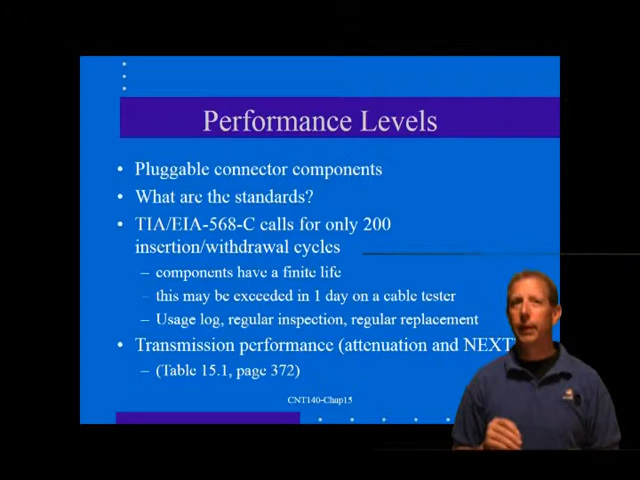 Performance Levels
• Pluggable connector components
• What are the standards?
• TIA/EIA-568-C calls for only 200
insertion/withdrawal cycles
– components have a finite life
– this may be exceeded in 1 day on a cable tester
– Usage log, regular inspection, regular replacement
• Transmission performance (attenuation and NEXT)
– (Table 15.1, page 372)
CNT140-Chap15